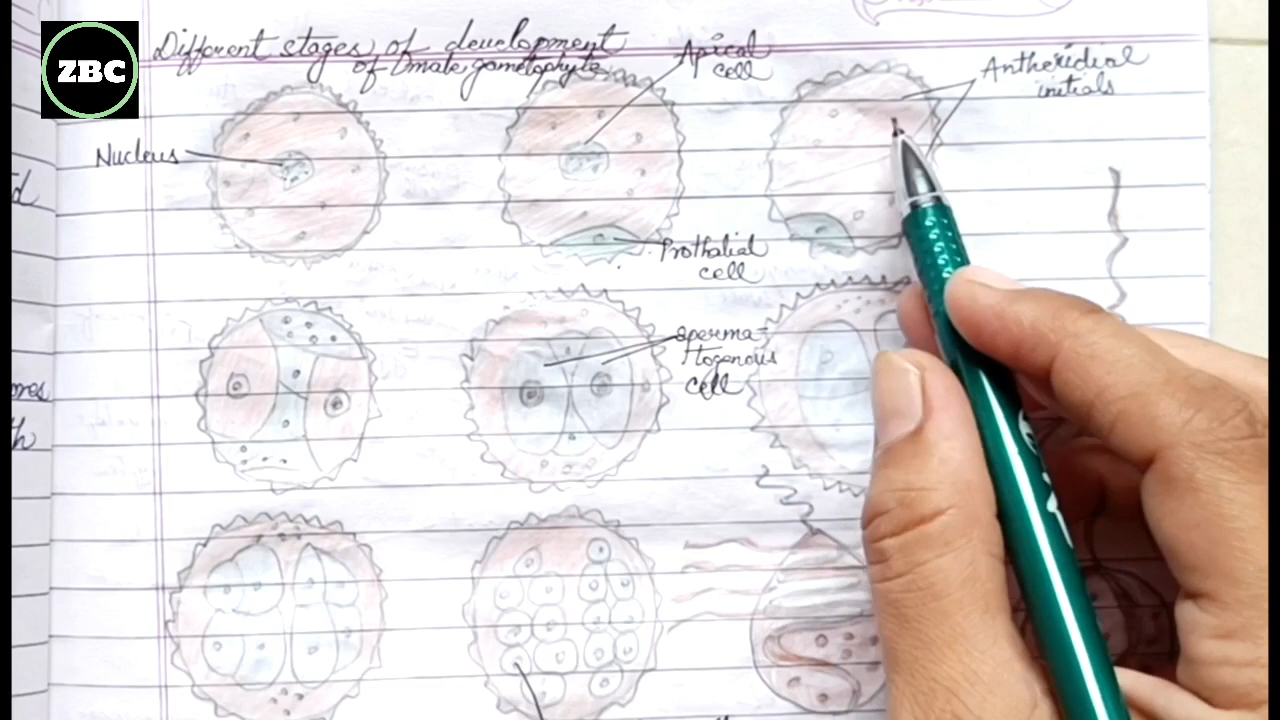 ZBC
Different stages of development
of male gametophyte
Apical
cell
Antheridial
initials
Nucleus
Prothalial
cell
sperma-
togenous
cell